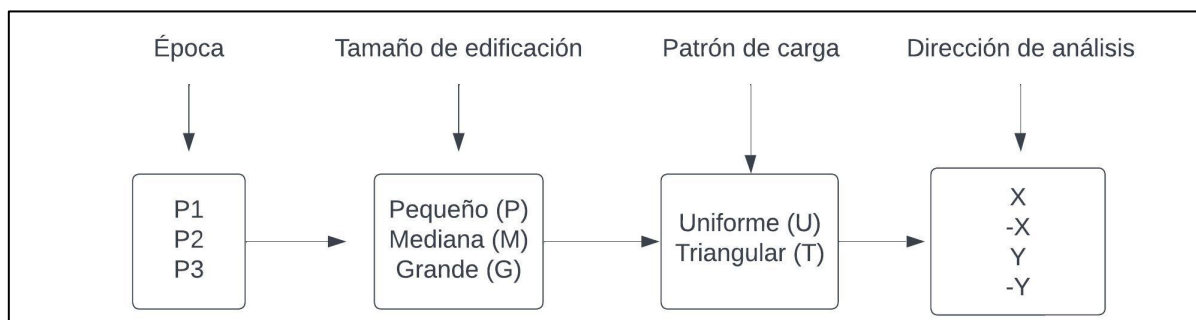 Época
Tamaño de edificación
Patrón de carga
Dirección de análisis
P1
P2
P3
Pequeño (P)
Mediana (M)
Grande (G)
Uniforme (U)
Triangular (T)
X
-X
Y
-Y